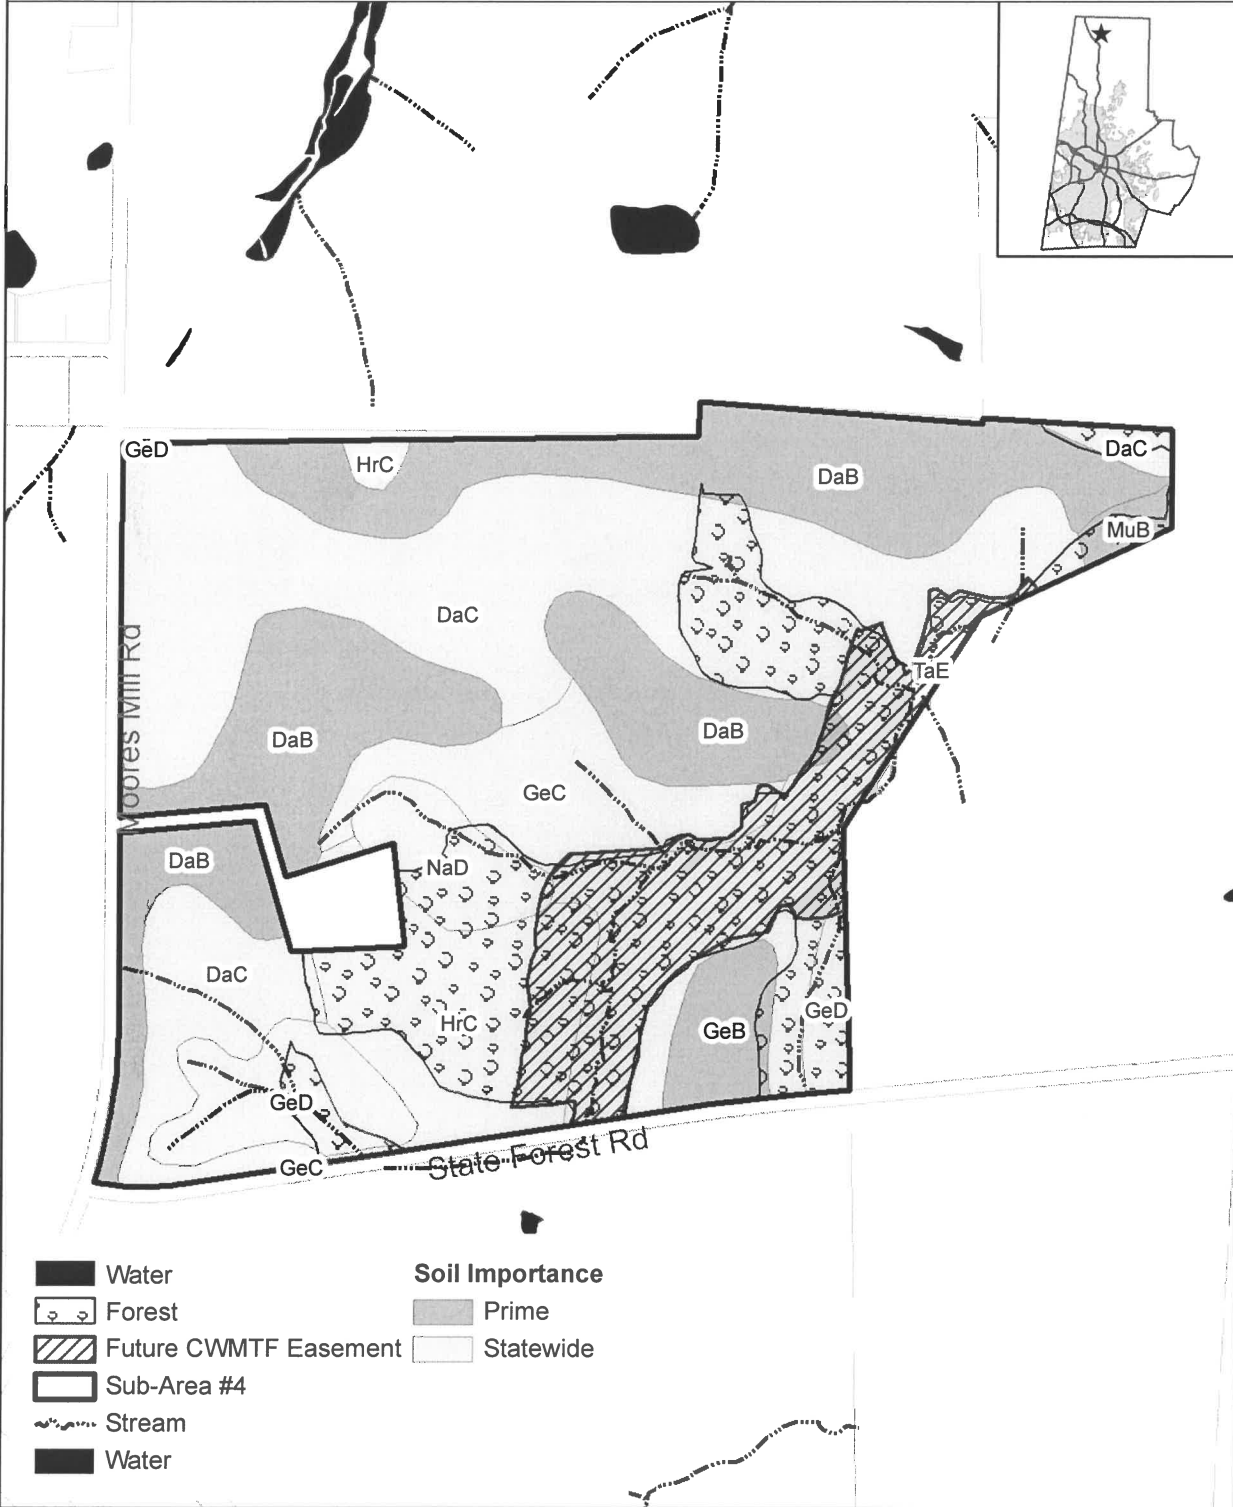 GeD
HrC
DaB
DaC
MuB
DaC
TaE
Moores Mill Rd
DaB
DaB
GeC
DaB
NaD
DaC
HrC
GeB
GeD
GeD
GeC
State Forest Rd
Water
Forest
Future CWMTF Easement
Sub-Area #4
Stream
Water
Soil Importance
Prime
Statewide